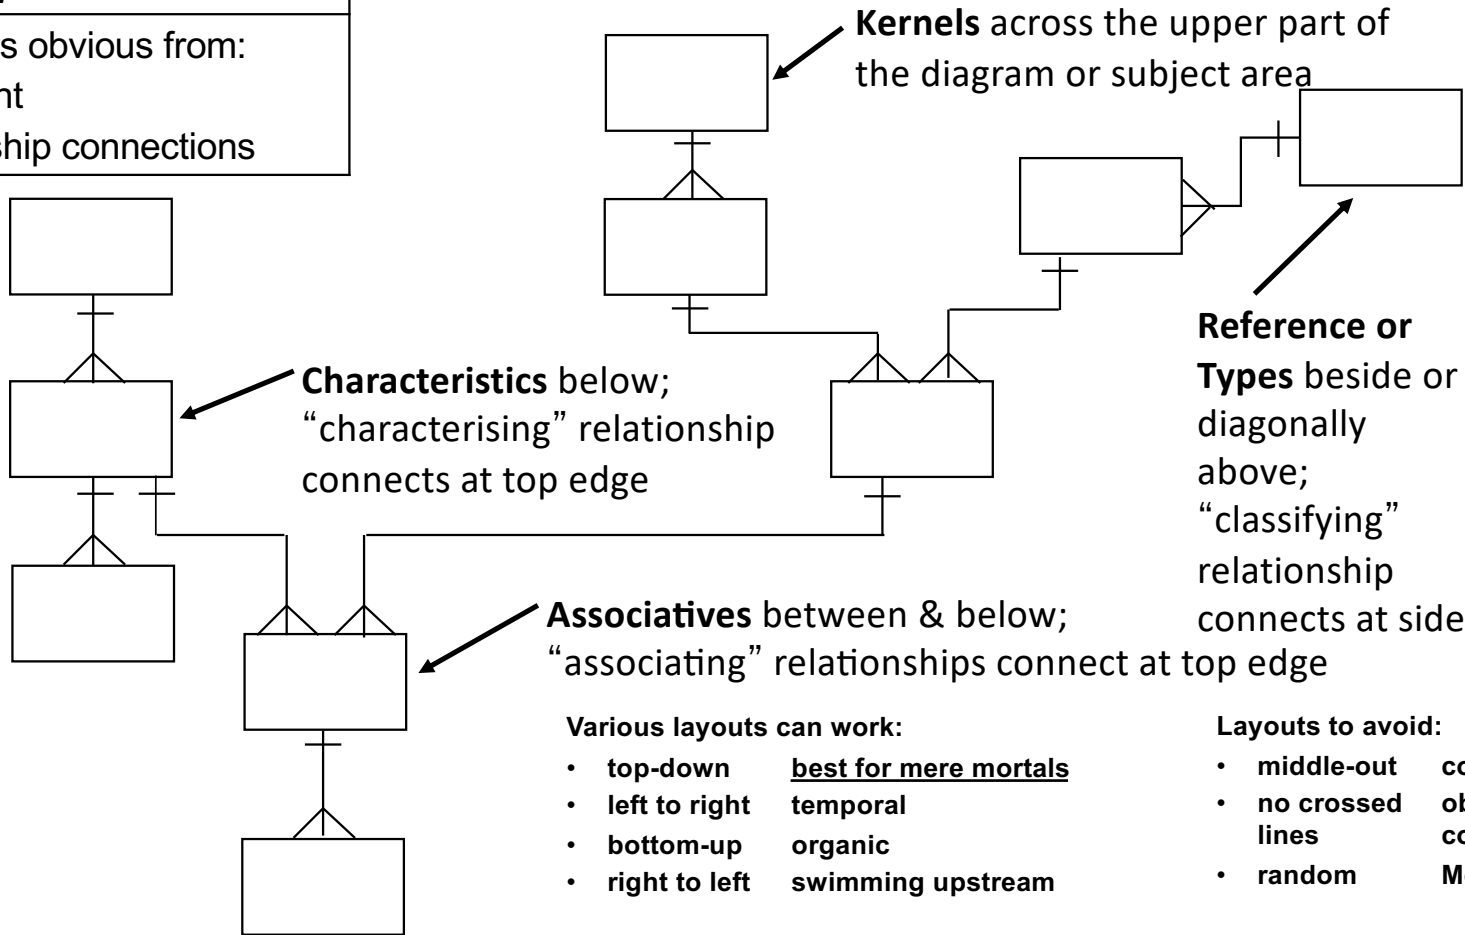 s obvious from:
nt
ship connections
Kernels across the upper part of
the diagram or subject area
Reference or
Types beside or
diagonally
above;
“classifying”
relationship
connects at side
Characteristics below;
“characterising” relationship
connects at top edge
Associatives between & below;
“associating” relationships connect at top edge
Various layouts can work:
• top-down best for mere mortals
• left to right temporal
• bottom-up organic
• right to left swimming upstream
Layouts to avoid:
• middle-out co
• no crossed ob
lines co
• random M